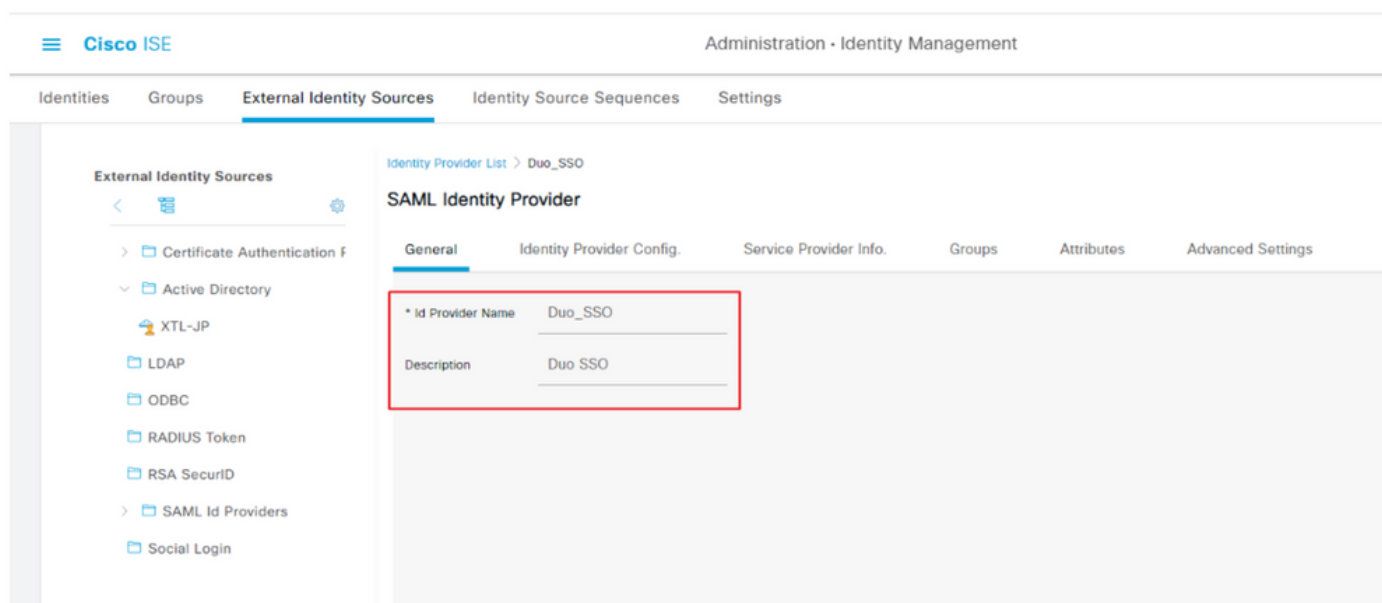 Cisco ISE
Administration · Identity Management
Identities Groups External Identity Sources Identity Source Sequences Settings
External Identity Sources
Certificate Authentication F
Active Directory
XTL-JP
LDAP
ODBC
RADIUS Token
RSA SecurID
SAML Id Providers
Social Login
Identity Provider List > Duo_SSO
SAML Identity Provider
General Identity Provider Config. Service Provider Info. Groups Attributes Advanced Settings
* Id Provider Name Duo_SSO
Description Duo SSO